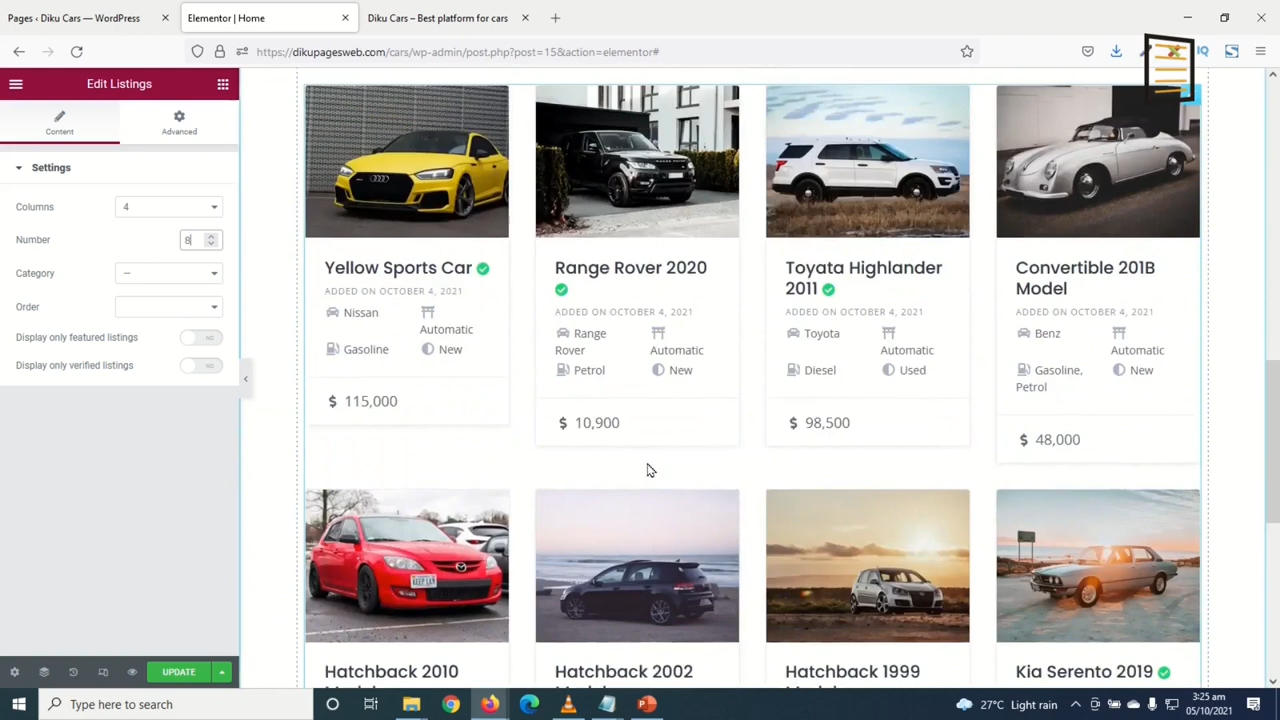 Pages ‹ Diku Cars — WordPress
Elementor | Home
Diku Cars – Best platform for cars
https://dikupagesweb.com/cars/wp-admin/post.php?post=15&action=elementor#
IQ
Edit Listings
Content
Advanced
Settings
Columns
4
Number
8
Category
—
Order
Display only featured listings
NO
Display only verified listings
NO
UPDATE
Yellow Sports Car
ADDED ON OCTOBER 4, 2021
Nissan
Automatic
Gasoline
New
$ 115,000
Range Rover 2020
ADDED ON OCTOBER 4, 2021
Range
Rover
Automatic
Petrol
New
$ 10,900
Toyata Highlander
2011
ADDED ON OCTOBER 4, 2021
Toyota
Automatic
Diesel
Used
$ 98,500
Convertible 201B
Model
ADDED ON OCTOBER 4, 2021
Benz
Automatic
Gasoline,
Petrol
New
$ 48,000
KEEP LAN
Hatchback 2010
Hatchback 2002
Hatchback 1999
Kia Serento 2019
Type here to search
27°C Light rain
3:25 am
05/10/2021